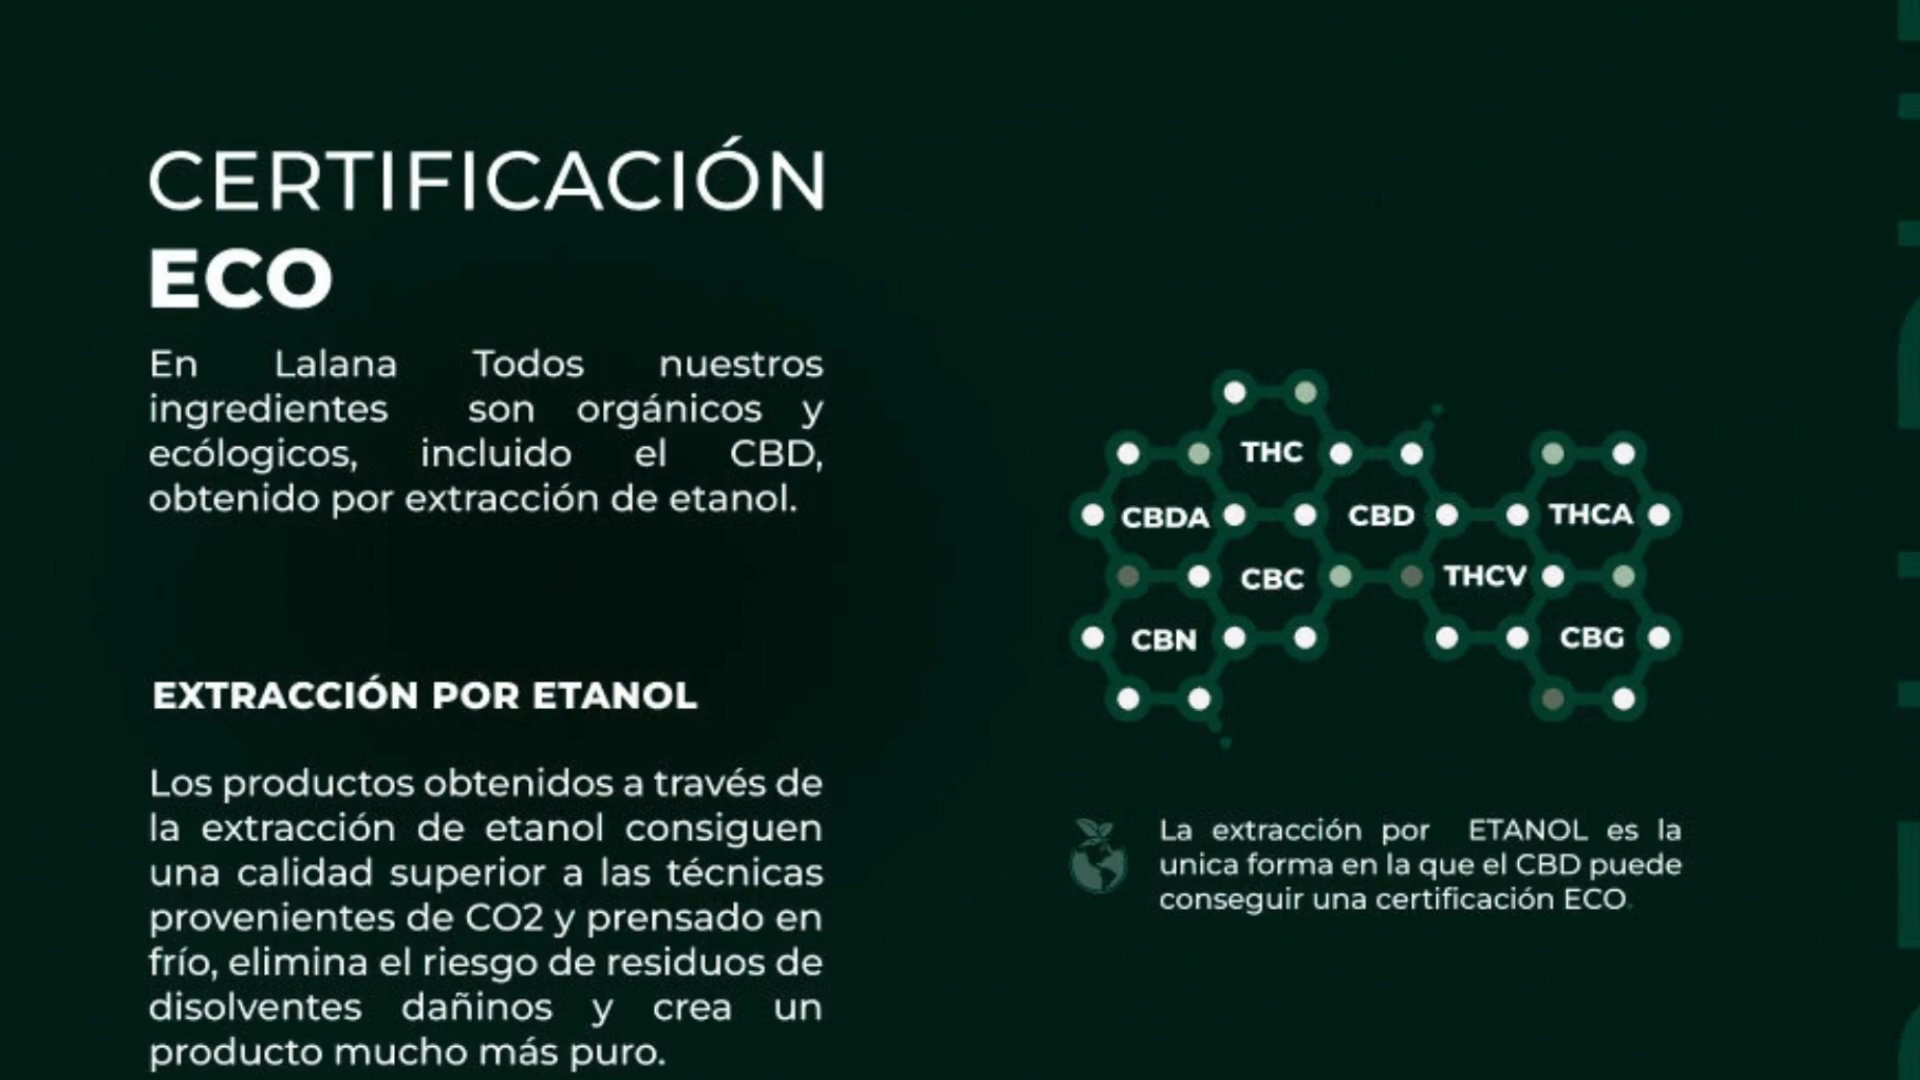 CERTIFICACIÓN
ECO
En Lalana Todos nuestros
ingredientes son orgánicos y
ecólogicos, incluido el CBD,
obtenido por extracción de etanol.
EXTRACCIÓN POR ETANOL
Los productos obtenidos a través de
la extracción de etanol consiguen
una calidad superior a las técnicas
provenientes de CO2 y prensado en
frío, elimina el riesgo de residuos de
disolventes dañinos y crea un
producto mucho más puro.
THC
CBDA
CBD
THCA
CBC
THCV
CBN
CBG
La extracción por ETANOL es la
unica forma en la que el CBD puede
conseguir una certificación ECO.